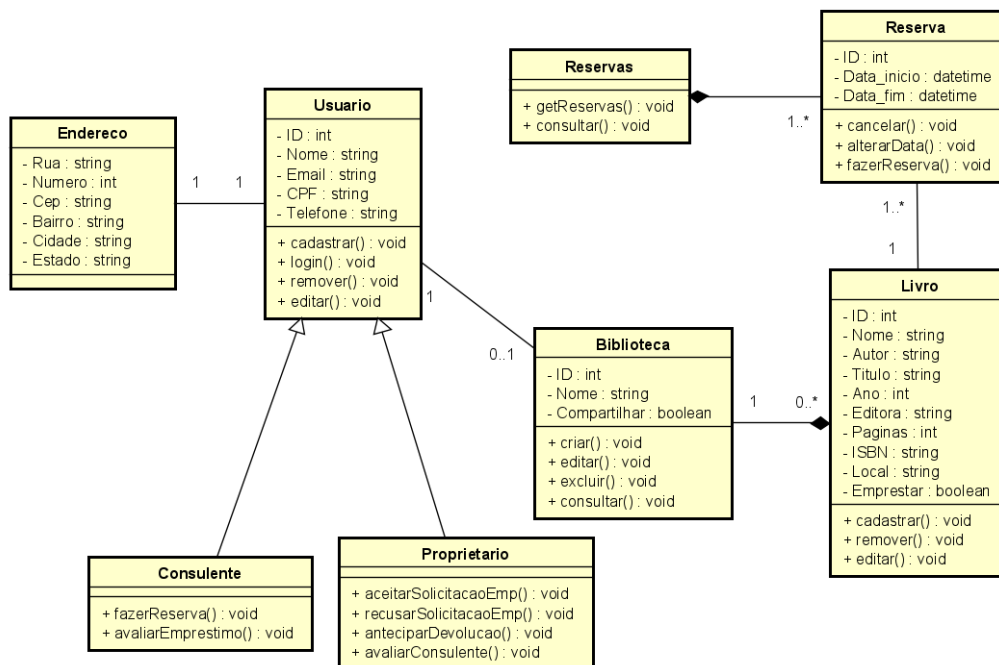 Endereco
- Rua : string
- Numero : int
- Cep : string
- Bairro : string
- Cidade : string
- Estado : string
1
1
Usuario
- ID : int
- Nome : string
- Email : string
- CPF : string
- Telefone : string
+ cadastrar() : void
+ login() : void
+ remover() : void
+ editar() : void
1
0..1
Reservas
+ getReservas() : void
+ consultar() : void
1..*
Reserva
- ID : int
- Data_inicio : datetime
- Data_fim : datetime
+ cancelar() : void
+ alterarData() : void
+ fazerReserva() : void
1..*
1
Biblioteca
- ID : int
- Nome : string
- Compartilhar : boolean
+ criar() : void
+ editar() : void
+ excluir() : void
+ consultar() : void
1
0..*
Livro
- ID : int
- Nome : string
- Autor : string
- Titulo : string
- Ano : int
- Editora : string
- Paginas : int
- ISBN : string
- Local : string
- Emprestar : boolean
+ cadastrar() : void
+ remover() : void
+ editar() : void
Consulente
+ fazerReserva() : void
+ avaliarEmprestimo() : void
Proprietario
+ aceitarSolicitacaoEmp() : void
+ recusarSolicitacaoEmp() : void
+ anteciparDevolucao() : void
+ avaliarConsulente() : void